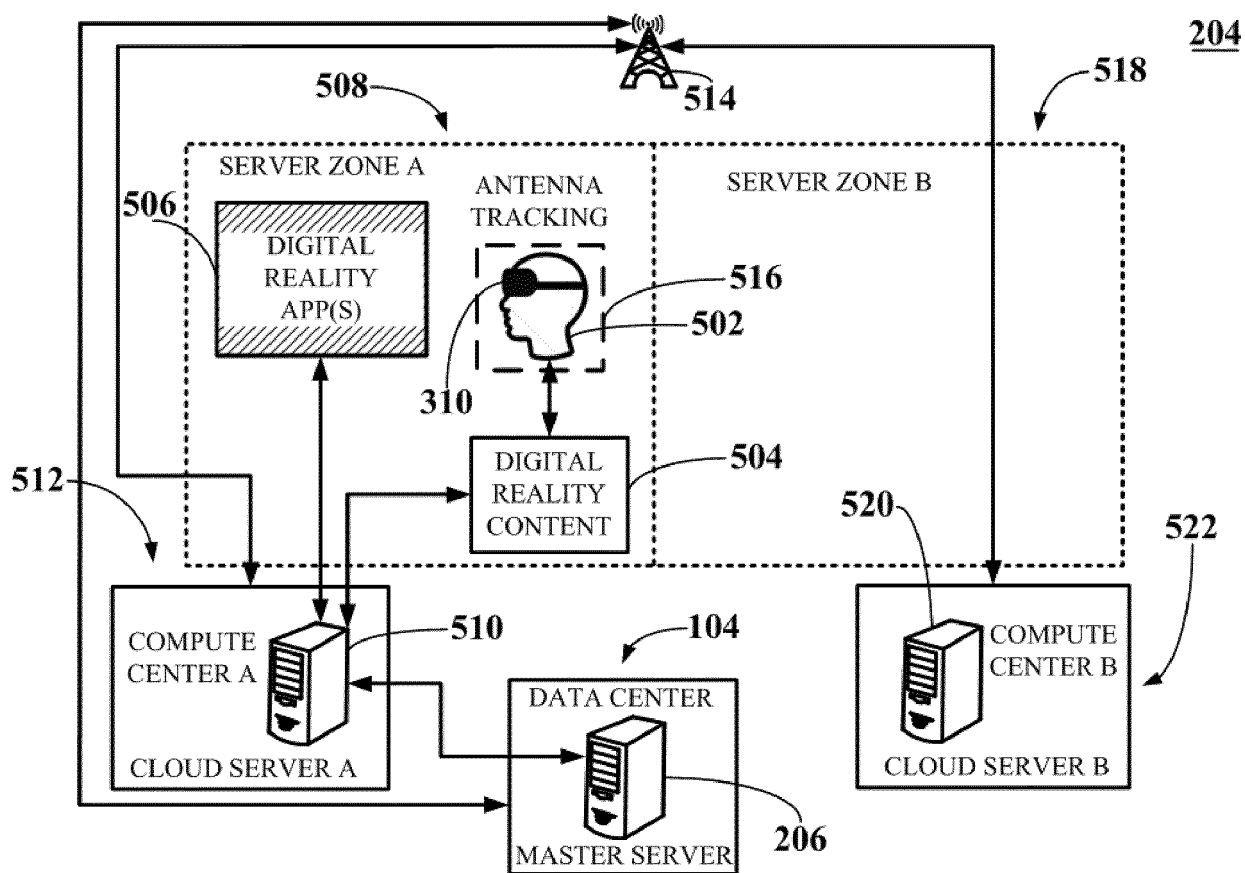 204
514
508
518
SERVER ZONE A
ANTENNA
TRACKING
SERVER ZONE B
506
DIGITAL
REALITY
APP(S)
516
502
310
512
DIGITAL
REALITY
CONTENT
504
520
522
COMPUTE
CENTER A
510
CLOUD SERVER A
104
DATA CENTER
206
MASTER SERVER
COMPUTE
CENTER B
CLOUD SERVER B